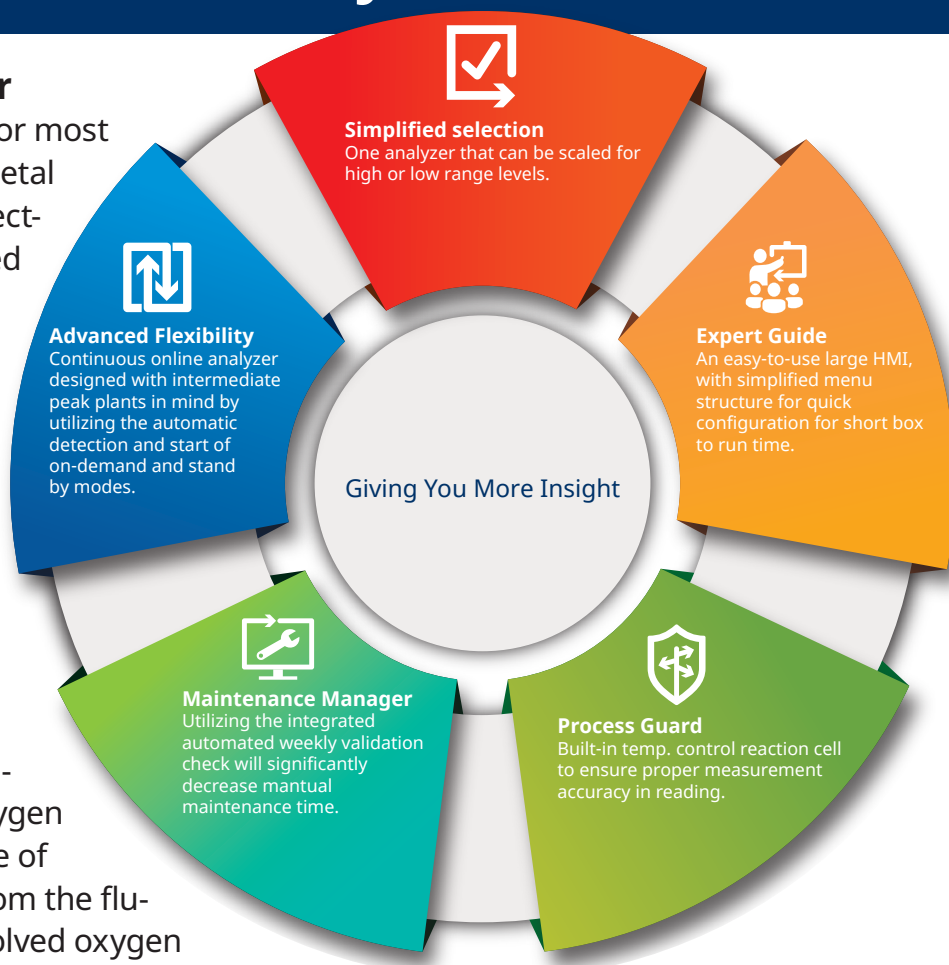 r
or most
etal
ect-
ed
Simplified selection
One analyzer that can be scaled for
high or low range levels.
Advanced Flexibility
Continuous online analyzer
designed with intermediate
peak plants in mind by
utilizing the automatic
detection and start of
on-demand and stand
by modes.
Expert Guide
An easy-to-use large HMI,
with simplified menu
structure for quick
configuration for short box
to run time.
Giving You More Insight
Maintenance Manager
Utilizing the integrated
automated weekly validation
check will significantly
decrease mantual
maintenance time.
Process Guard
Built-in temp. control reaction cell
to ensure proper measurement
accuracy in reading.
-
ygen
e of
om the flu-
olved oxygen